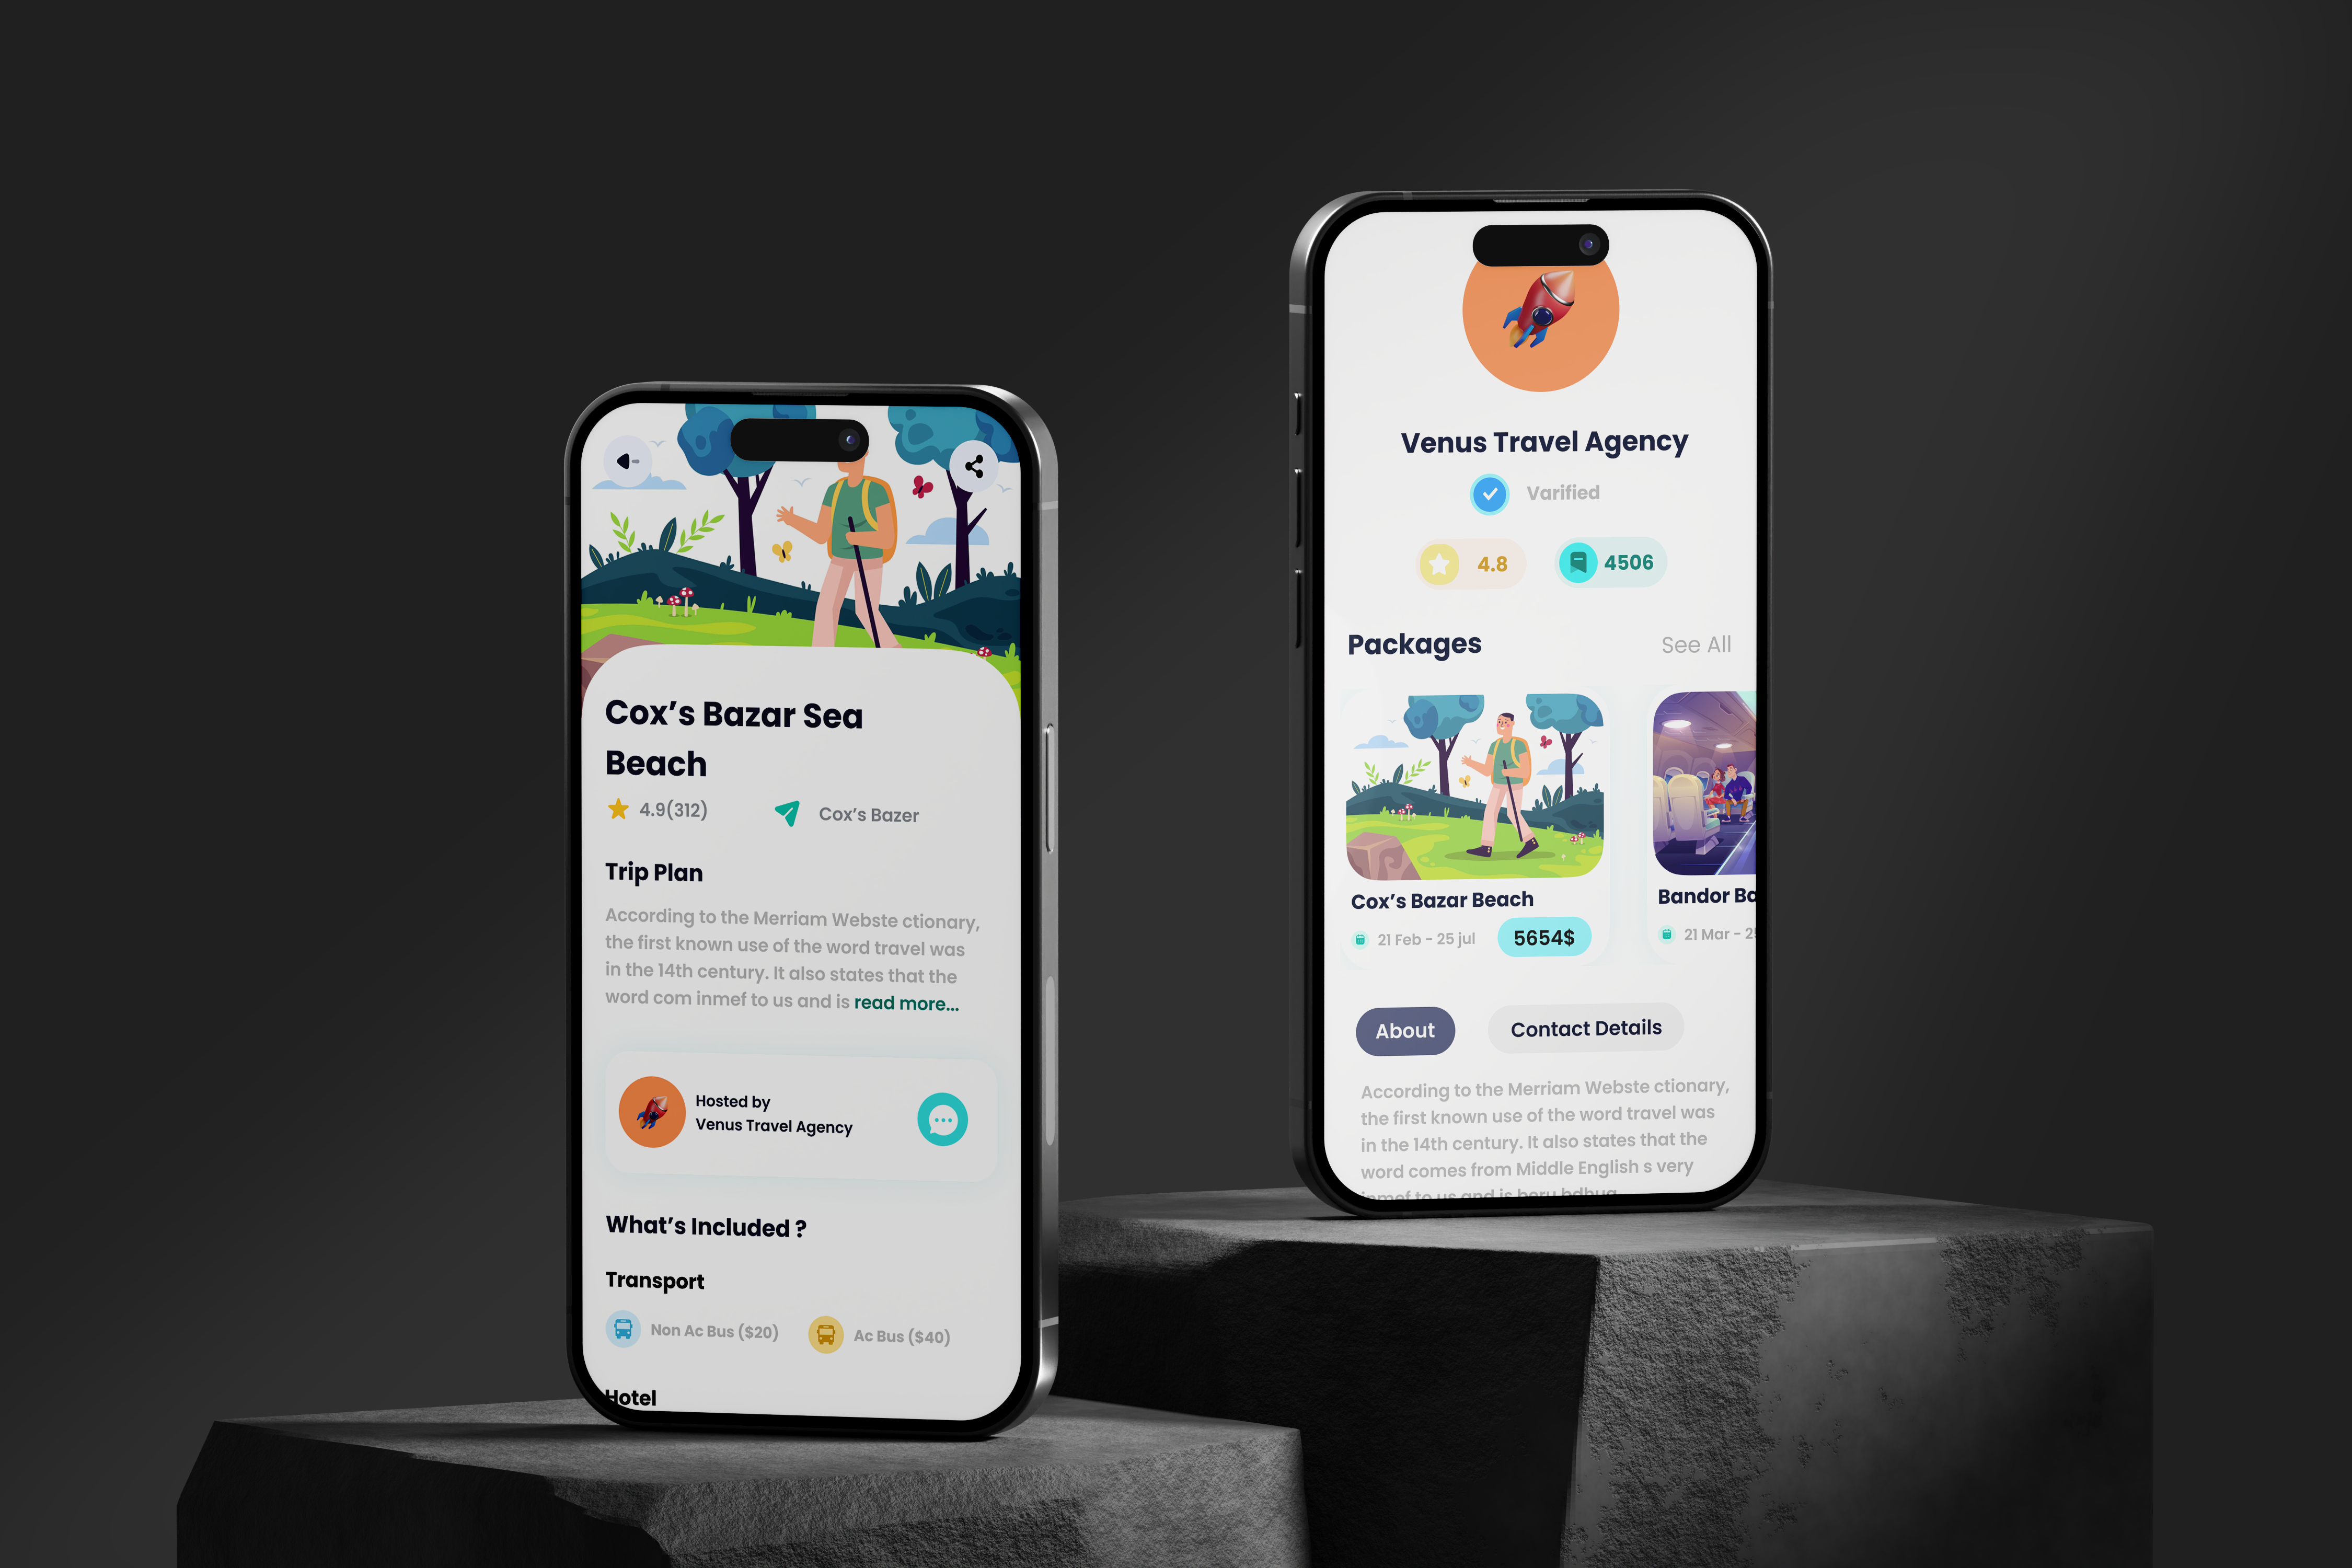 Cox's Bazar Sea
Beach
4.9(312)
Cox's Bazer
Trip Plan
According to the Merriam Webste ctionary,
the first known use of the word travel was
in the 14th century. It also states that the
word com inmef to us and is read more...
Hosted by
Venus Travel Agency
What's Included ?
Transport
Non Ac Bus ($20)
Ac Bus ($40)
Hotel
Venus Travel Agency
Varified
4.8
4506
Packages
See All
Cox's Bazar Beach
21 Feb - 25 jul
5654$
Bandor Ba
21 Mar - 25
About
Contact Details
According to the Merriam Webste ctionary,
the first known use of the word travel was
in the 14th century. It also states that the
word comes from Middle English s very
inmef to us and is